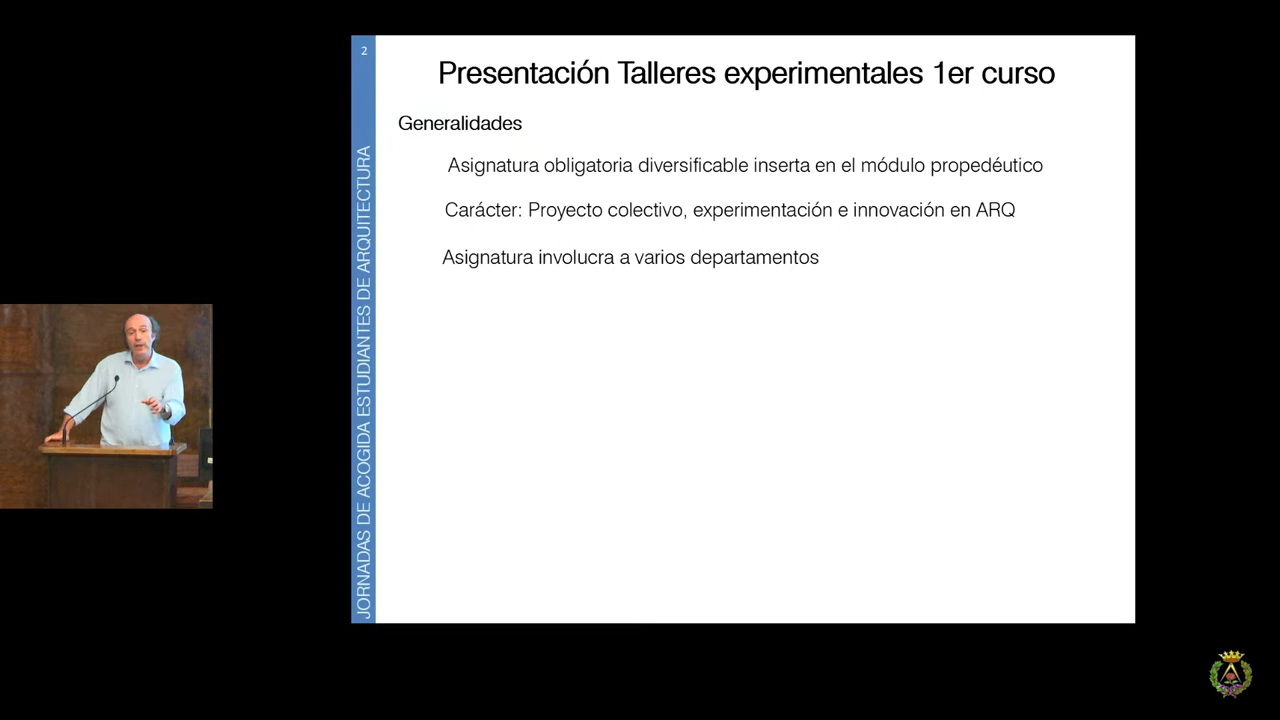 2
Presentación Talleres experimentales 1er curso
Generalidades
Asignatura obligatoria diversificable inserta en el módulo propedéutico
Carácter: Proyecto colectivo, experimentación e innovación en ARQ
Asignatura involucra a varios departamentos
JORNADAS DE ACOGIDA ESTUDIANTES DE ARQUITECTURA